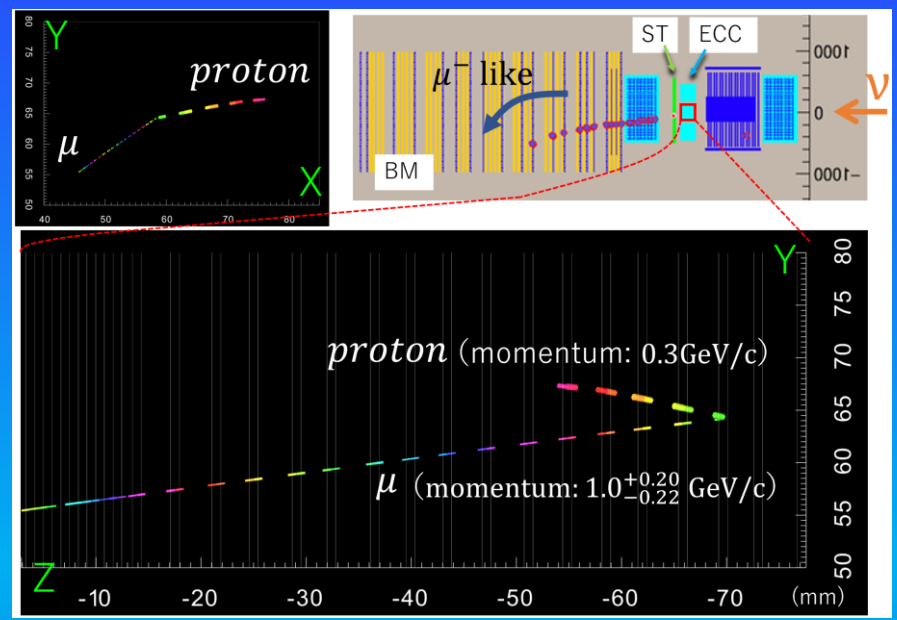 80
75
70
65
60
55
50
Y
proton
μ
X
40
50
60
70
80
ST
ECC
μ⁻ like
BM
1000
0
-1000
ν
Y
80
75
70
65
60
55
50
proton (momentum: 0.3GeV/c)
μ (momentum: 1.0 +0.20 −0.22 GeV/c)
Z
-10
-20
-30
-40
-50
-60
-70
(mm)